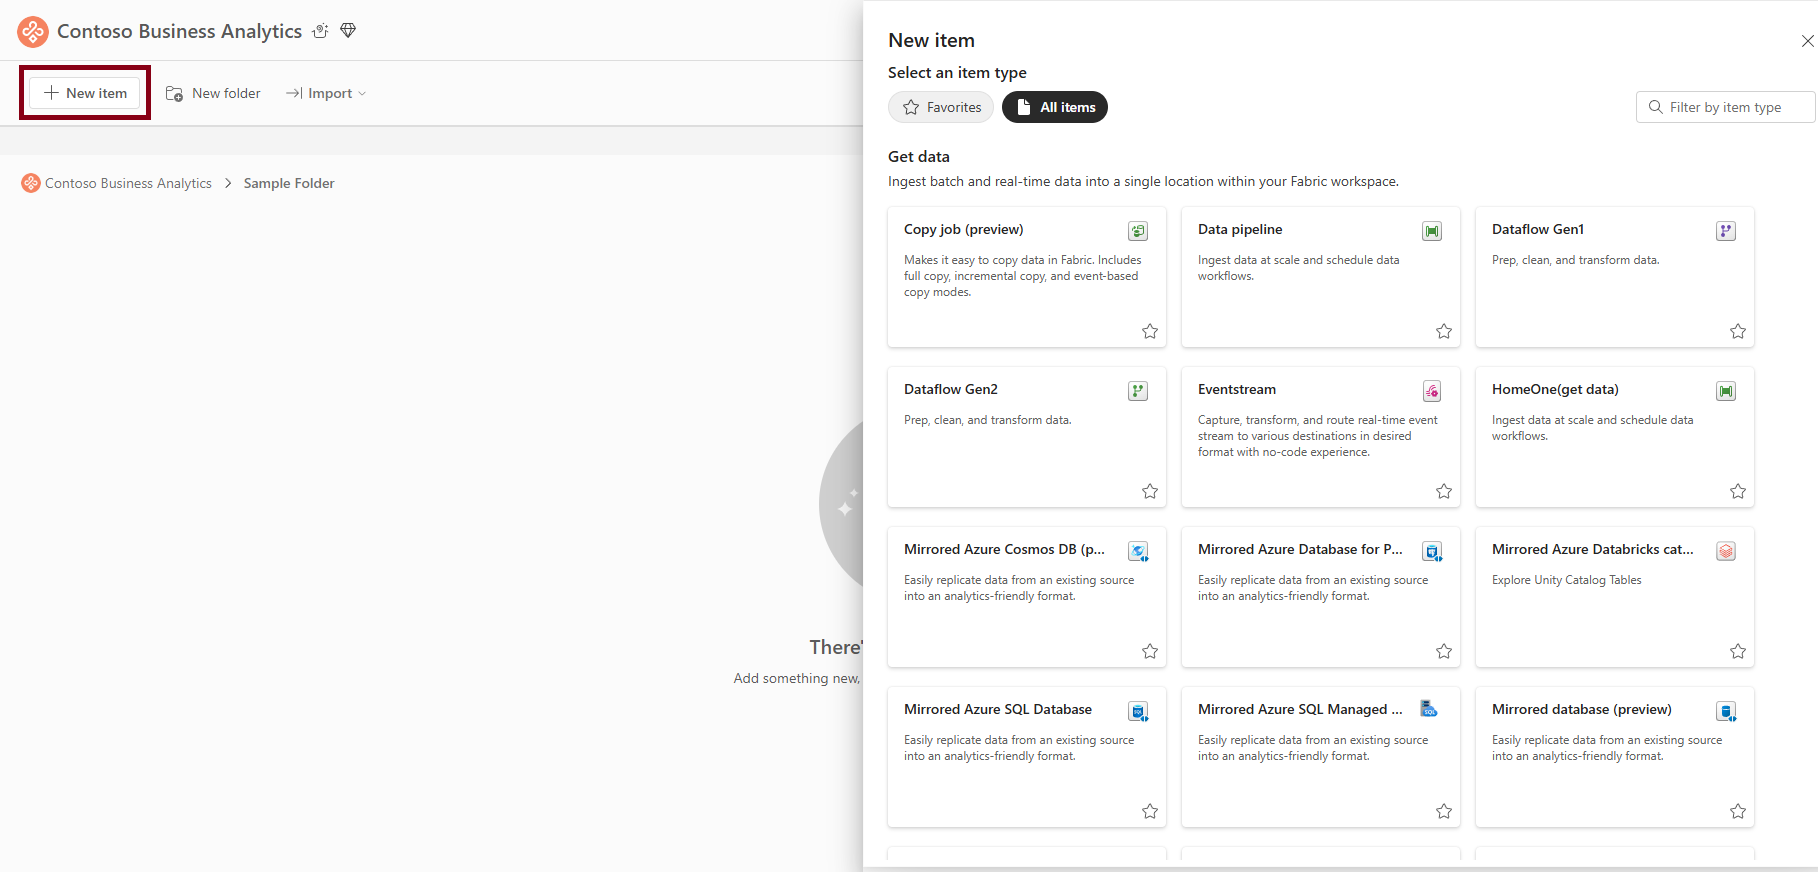 Contoso Business Analytics
New item
New folder
Import
Contoso Business Analytics
Sample Folder
There'
Add something new,
New item
Select an item type
Favorites
All items
Filter by item type
Get data
Ingest batch and real-time data into a single location within your Fabric workspace.
Copy job (preview)
Makes it easy to copy data in Fabric. Includes
full copy, incremental copy, and event-based
copy modes.
Data pipeline
Ingest data at scale and schedule data
workflows.
Dataflow Gen1
Prep, clean, and transform data.
Dataflow Gen2
Prep, clean, and transform data.
Eventstream
Capture, transform, and route real-time event
stream to various destinations in desired
format with no-code experience.
HomeOne(get data)
Ingest data at scale and schedule data
workflows.
Mirrored Azure Cosmos DB (p...
Easily replicate data from an existing source
into an analytics-friendly format.
Mirrored Azure Database for P...
Easily replicate data from an existing source
into an analytics-friendly format.
Mirrored Azure Databricks cat...
Explore Unity Catalog Tables
Mirrored Azure SQL Database
Easily replicate data from an existing source
into an analytics-friendly format.
Mirrored Azure SQL Managed ...
Easily replicate data from an existing source
into an analytics-friendly format.
Mirrored database (preview)
Easily replicate data from an existing source
into an analytics-friendly format.